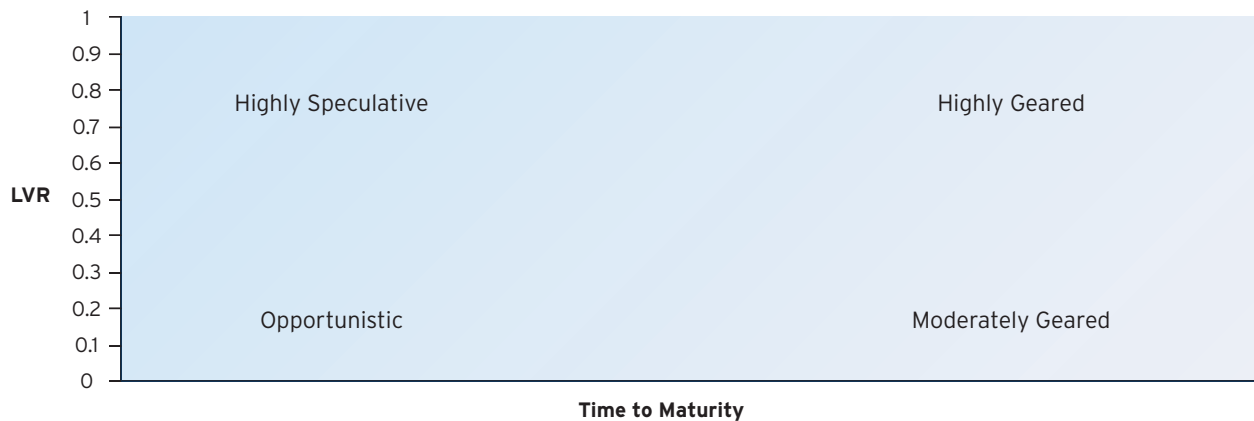 1
0.9
0.8
Highly Speculative Highly Geared
0.7
0.6
LVR 0.5
0.4
0.3
0.2
Opportunistic Moderately Geared
0.1
0
Time to Maturity